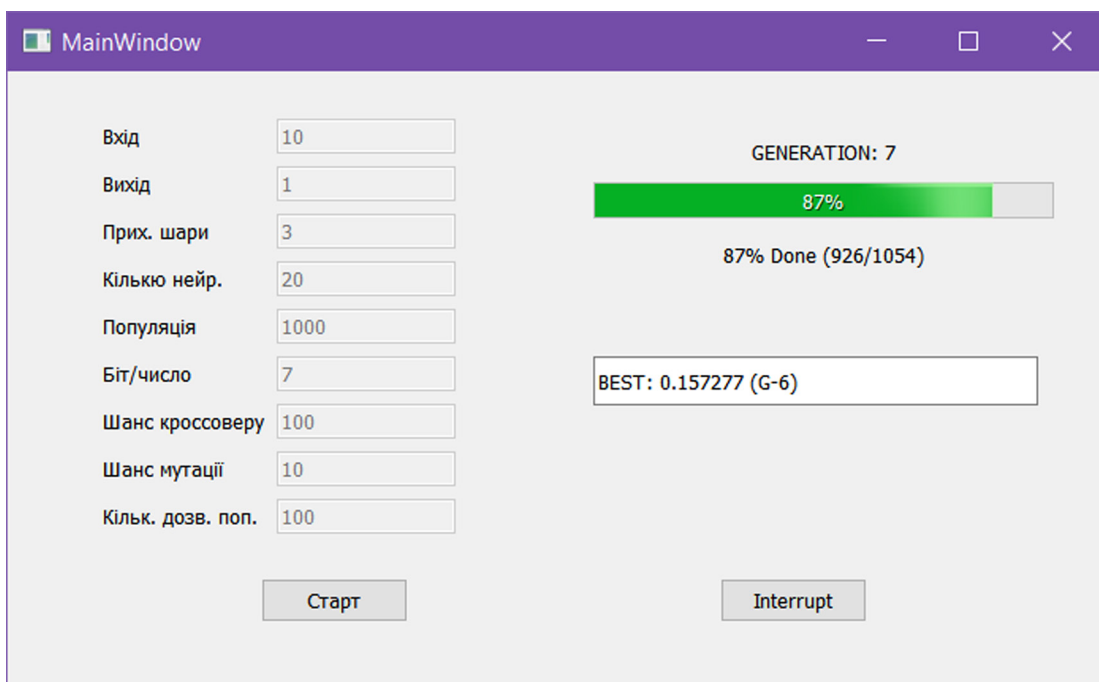 MainWindow
Вхід 10
Вихід 1
Прих. шари 3
Кількю нейр. 20
Популяція 1000
Біт/число 7
Шанс кроссоверу 100
Шанс мутації 10
Кільк. дозв. поп. 100
Старт
GENERATION: 7
87%
87% Done (926/1054)
BEST: 0.157277 (G-6)
Interrupt